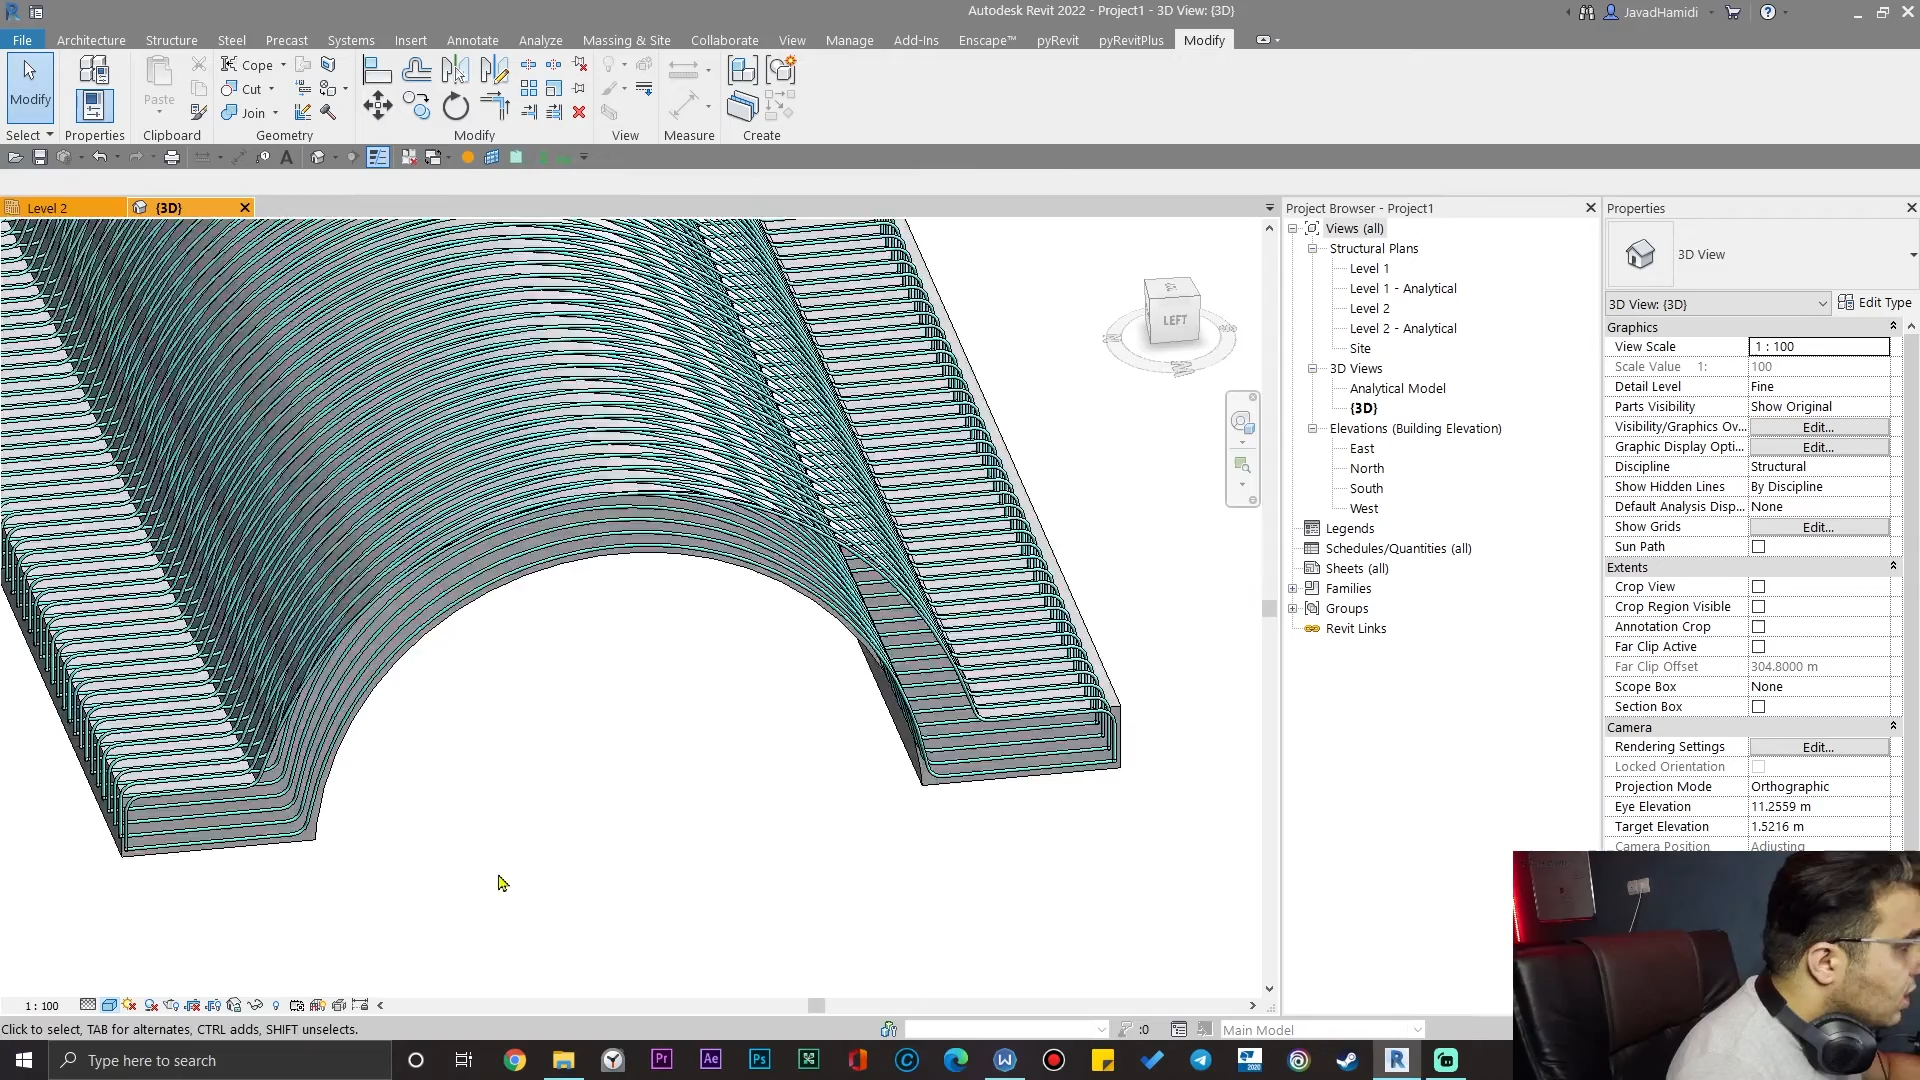 Autodesk Revit 2022 - Project1 - 3D View: {3D}
JavadHamidi
File Architecture Structure Steel Precast Systems Insert Annotate Analyze Massing & Site Collaborate View Manage Add-Ins Enscape™ pyRevit pyRevitPlus Modify
Modify
Paste
Cope
Cut
Join
Select Properties Clipboard Geometry Modify View Measure Create
Level 2
{3D}
LEFT
Project Browser - Project1
Views (all)
Structural Plans
Level 1
Level 1 - Analytical
Level 2
Level 2 - Analytical
Site
3D Views
Analytical Model
{3D}
Elevations (Building Elevation)
East
North
South
West
Legends
Schedules/Quantities (all)
Sheets (all)
Families
Groups
Revit Links
Properties
3D View
3D View: {3D} Edit Type
Graphics
View Scale 1 : 100
Scale Value 1: 100
Detail Level Fine
Parts Visibility Show Original
Visibility/Graphics Ov... Edit...
Graphic Display Opti... Edit...
Discipline Structural
Show Hidden Lines By Discipline
Default Analysis Disp... None
Show Grids Edit...
Sun Path
Extents
Crop View
Crop Region Visible
Annotation Crop
Far Clip Active
Far Clip Offset 304.8000 m
Scope Box None
Section Box
Camera
Rendering Settings Edit...
Locked Orientation
Projection Mode Orthographic
Eye Elevation 11.2559 m
Target Elevation 1.5216 m
Camera Position Adjusting
1 : 100
Click to select, TAB for alternates, CTRL adds, SHIFT unselects.
:0
Main Model
Type here to search